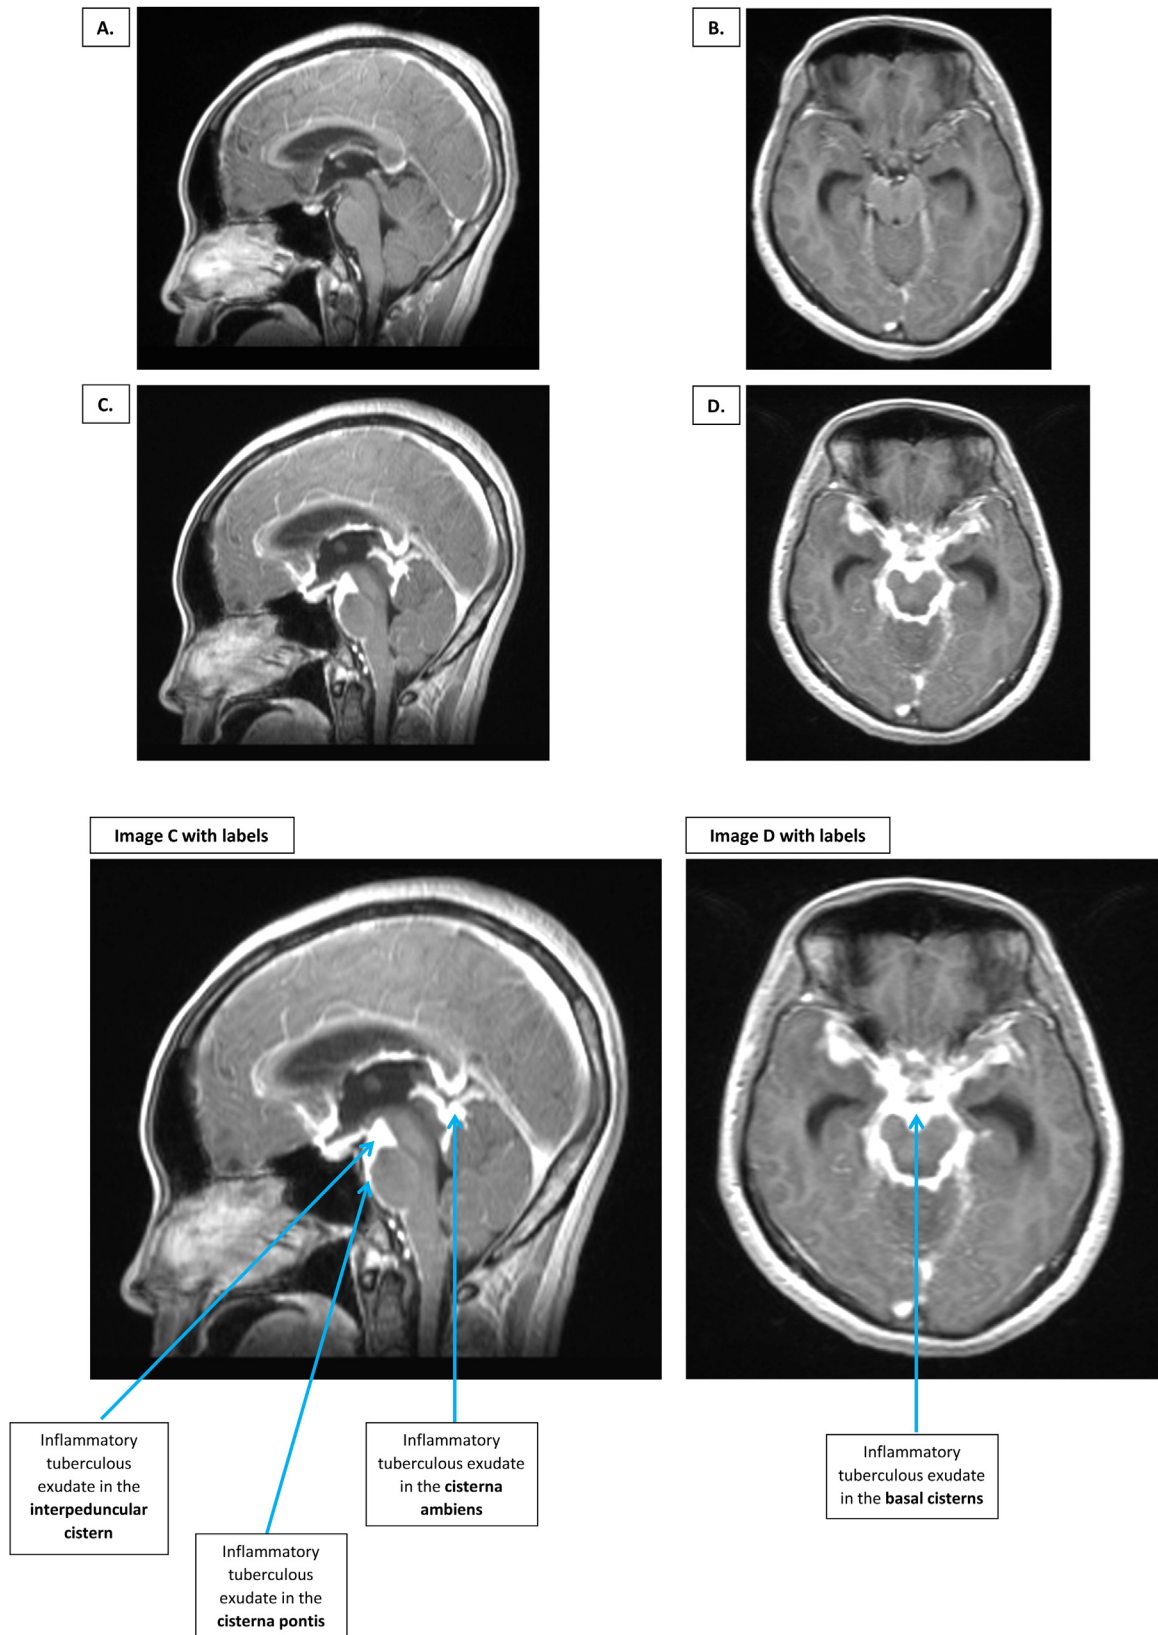 A.
B.
C.
D.
Image C with labels
Image D with labels
Inflammatory
tuberculous
exudate in the
interpeduncular
cistern
Inflammatory
tuberculous
exudate in the
cisterna pontis
Inflammatory
tuberculous exudate
in the cisterna
ambiens
Inflammatory
tuberculous exudate
in the basal cisterns